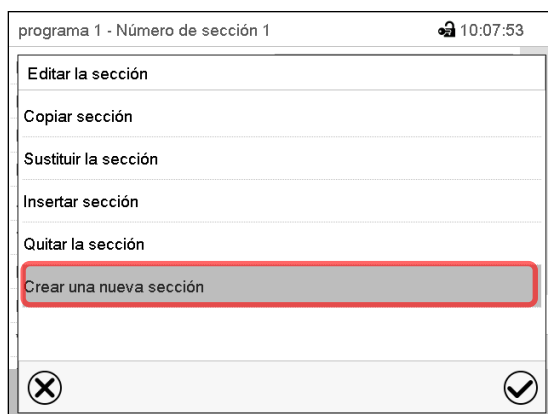 programa 1 - Número de sección 1 10:07:53
Editar la sección
Copiar sección
Sustituir la sección
Insertar sección
Quitar la sección
Crear una nueva sección